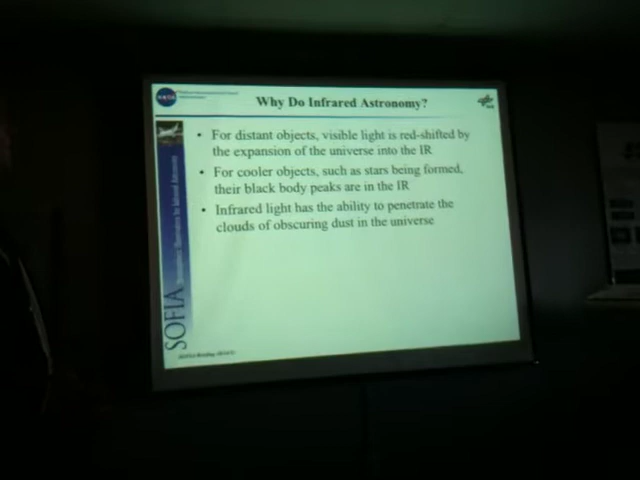 NASA
Why Do Infrared Astronomy?
• For distant objects, visible light is red-shifted by
the expansion of the universe into the IR
• For cooler objects, such as stars being formed,
their black body peaks are in the IR
• Infrared light has the ability to penetrate the
clouds of obscuring dust in the universe
SOFIA